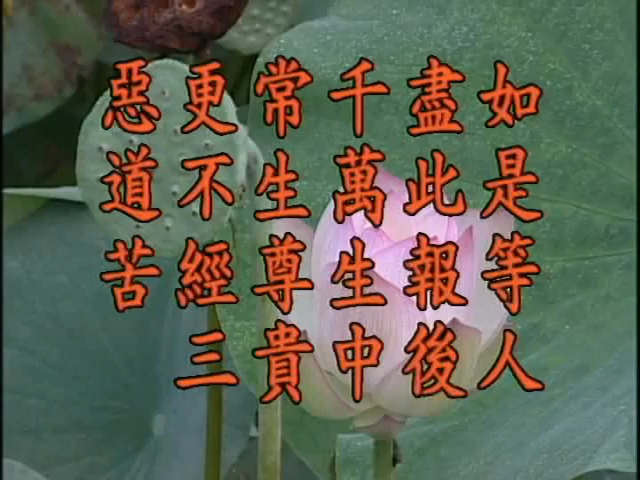 如是等人
盡此報後
千萬生中
常生尊貴
更不經三
惡道苦